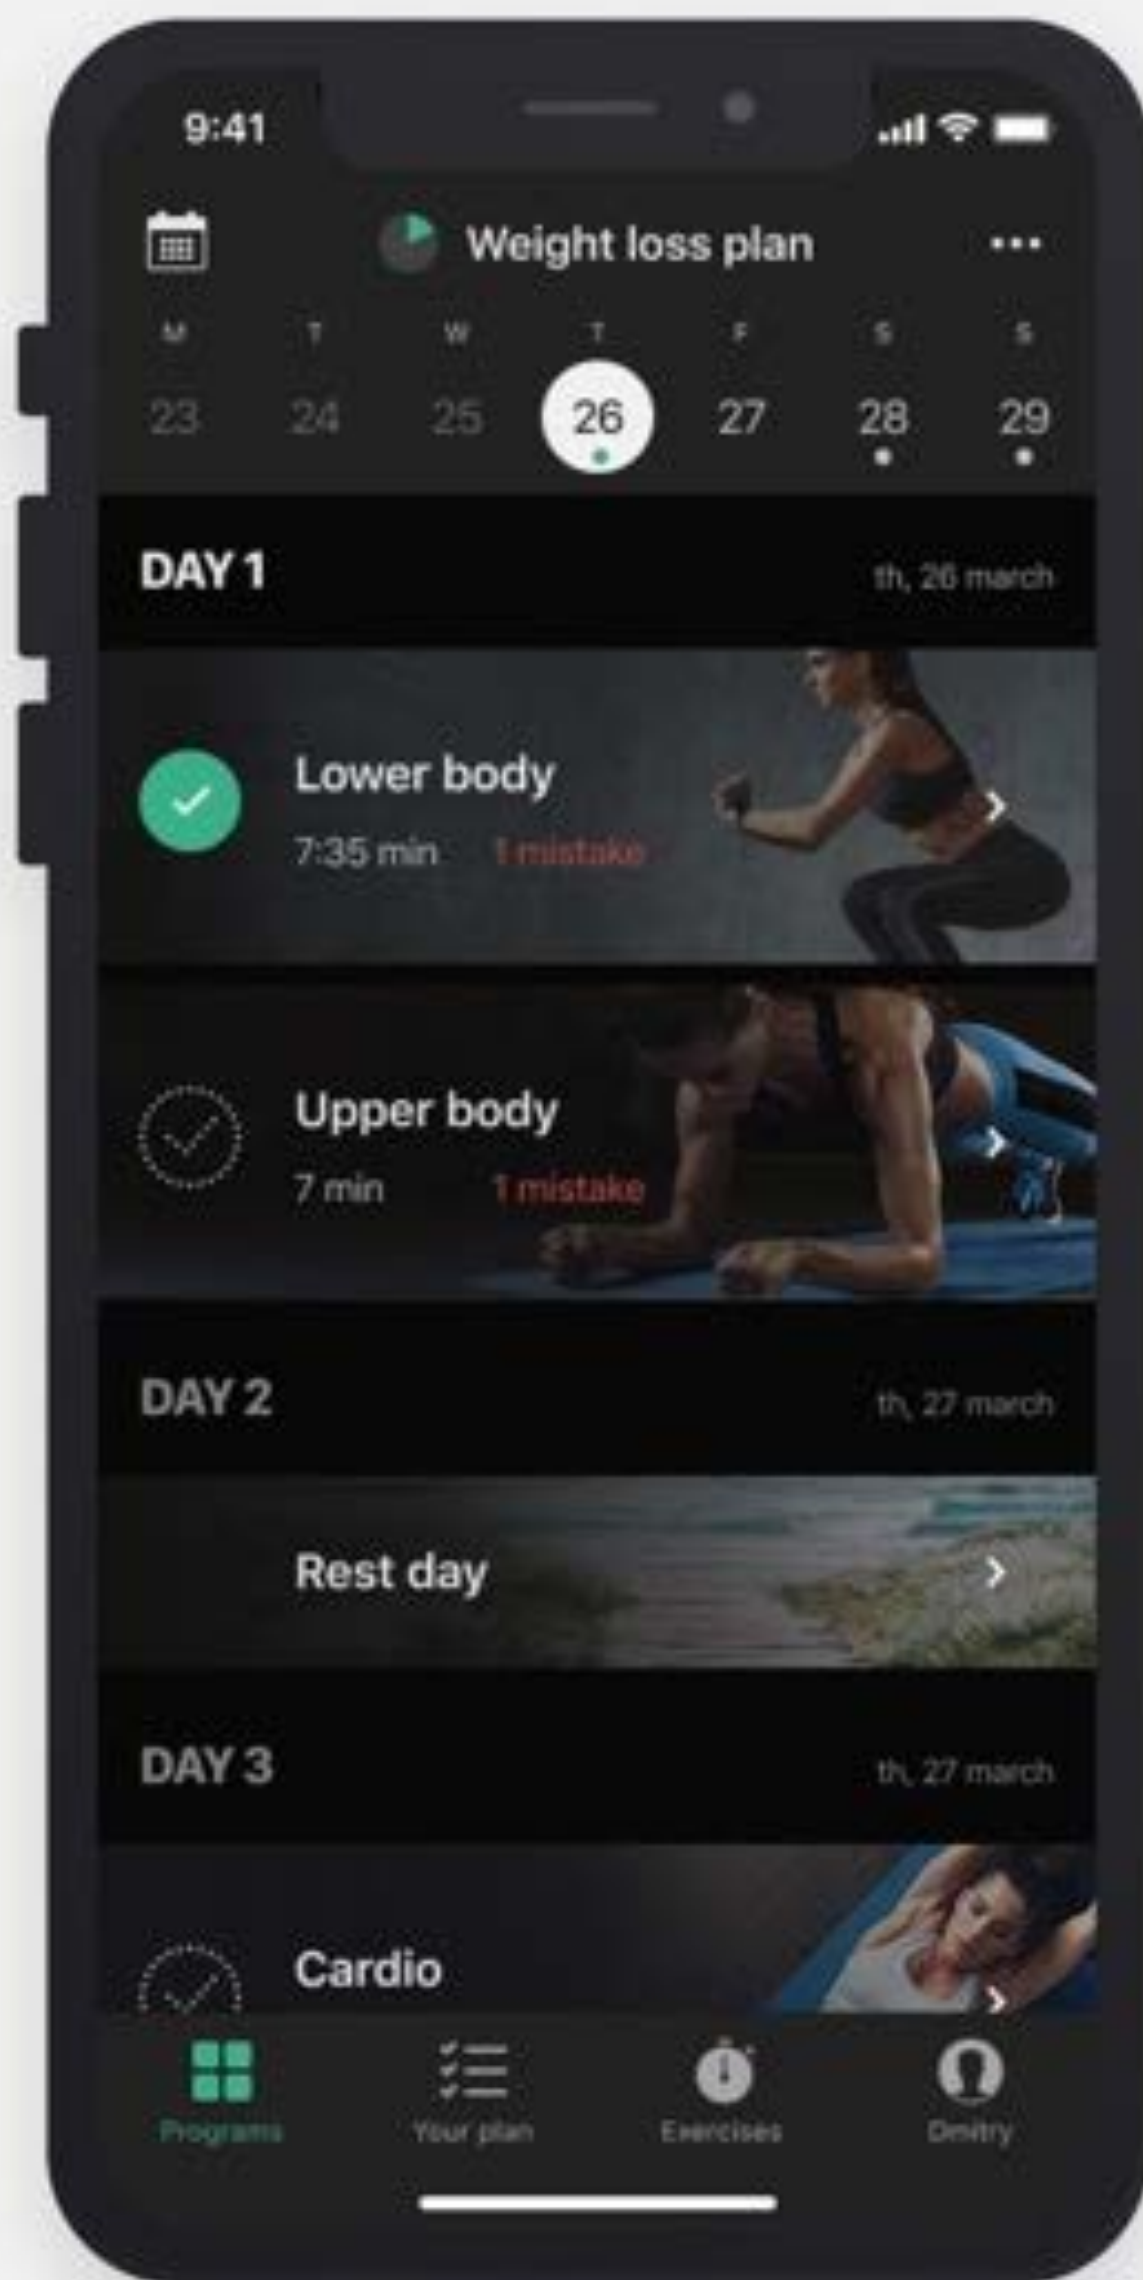 9:41
Weight loss plan
M T W T F S S
23 24 25 26 27 28 29
DAY 1 th, 26 march
Lower body
7:35 min 1 mistake
Upper body
7 min 1 mistake
DAY 2 th, 27 march
Rest day
DAY 3 th, 27 march
Cardio
Programs Your plan Exercises Dmitry